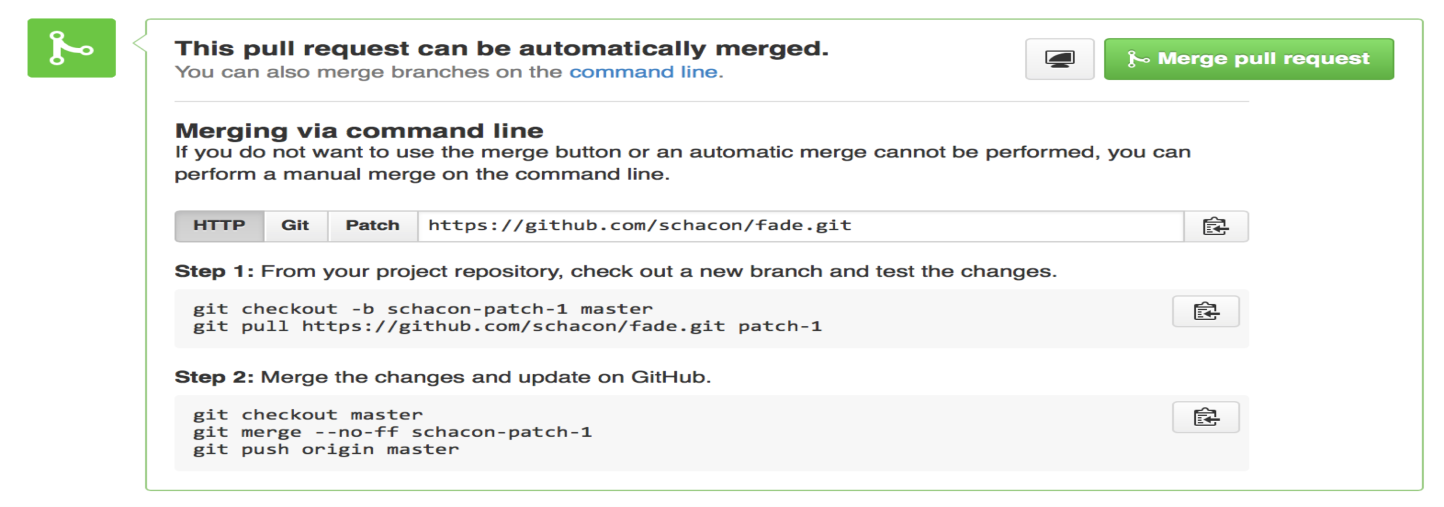 This pull request can be automatically merged.
You can also merge branches on the command line.
Merge pull request
Merging via command line
If you do not want to use the merge button or an automatic merge cannot be performed, you can
perform a manual merge on the command line.
HTTP Git Patch https://github.com/schacon/fade.git
Step 1: From your project repository, check out a new branch and test the changes.
git checkout -b schacon-patch-1 master
git pull https://github.com/schacon/fade.git patch-1
Step 2: Merge the changes and update on GitHub.
git checkout master
git merge --no-ff schacon-patch-1
git push origin master